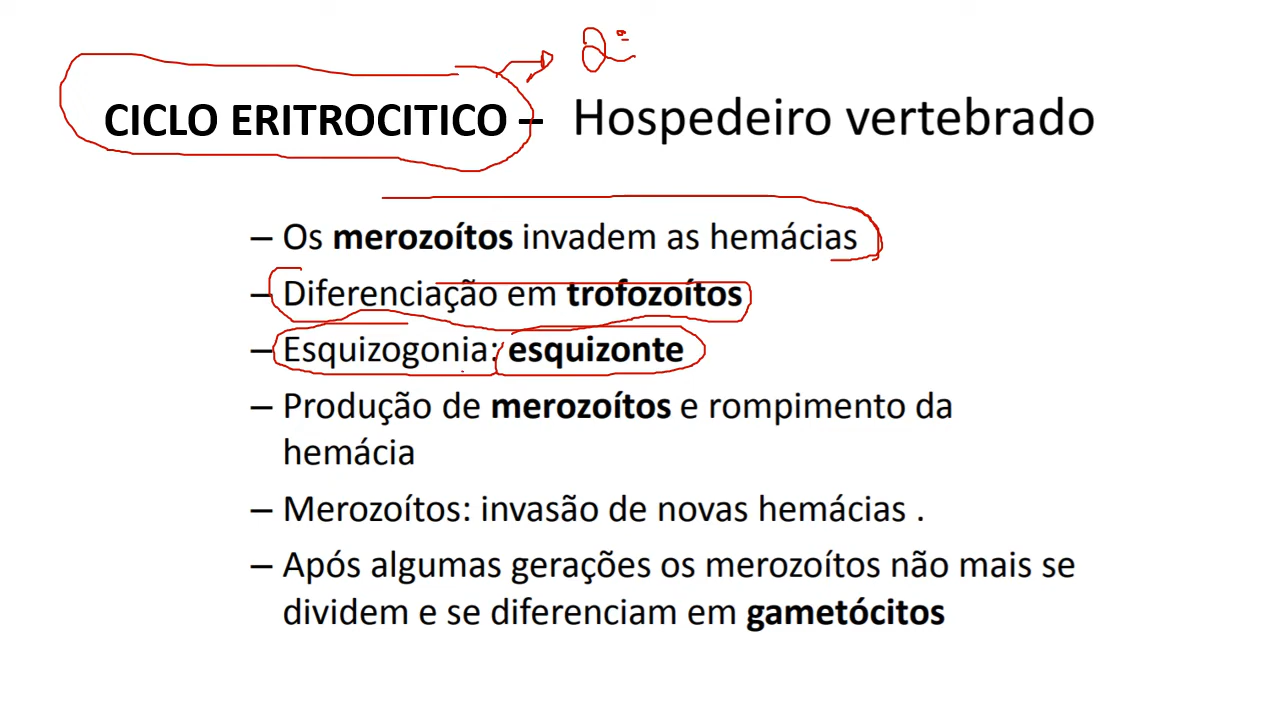 2º
CICLO ERITROCITICO – Hospedeiro vertebrado
– Os merozoítos invadem as hemácias
– Diferenciação em trofozoítos
– Esquizogonia: esquizonte
– Produção de merozoítos e rompimento da
hemácia
– Merozoítos: invasão de novas hemácias .
– Após algumas gerações os merozoítos não mais se
dividem e se diferenciam em gametócitos